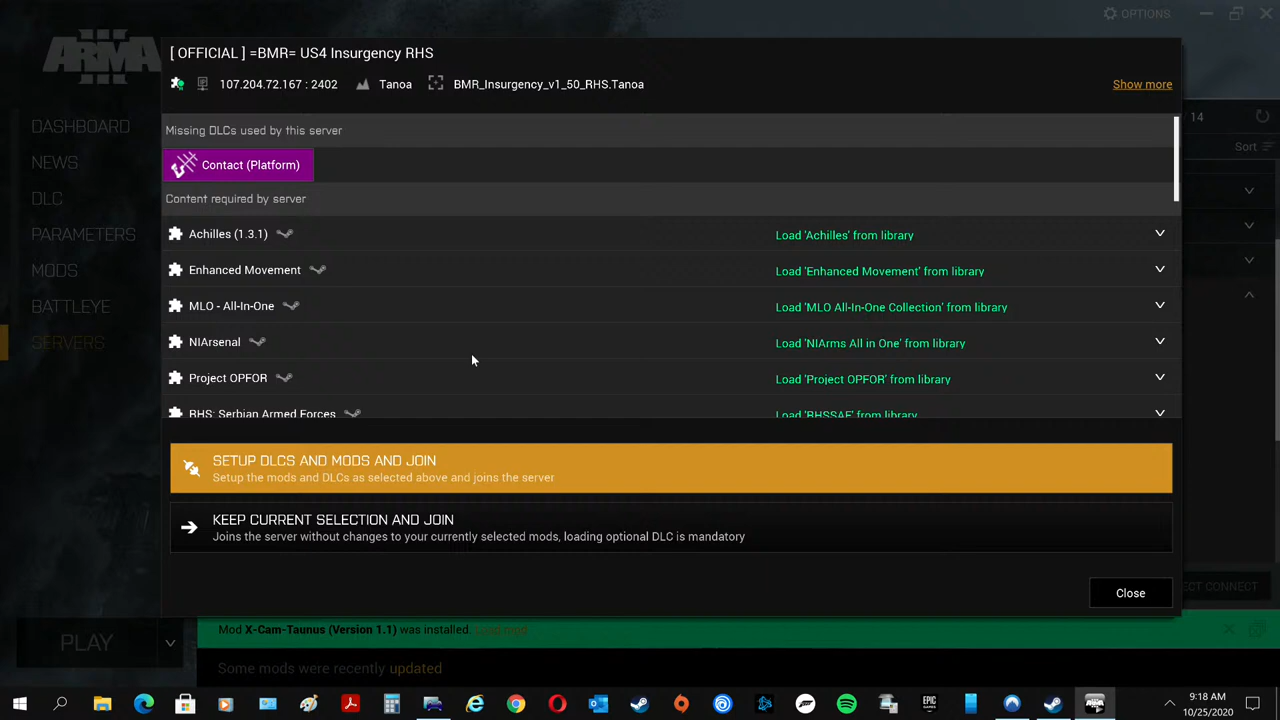 ARMA III
OPTIONS
[ OFFICIAL ] =BMR= US4 Insurgency RHS
107.204.72.167 : 2402 Tanoa BMR_Insurgency_v1_50_RHS.Tanoa Show more
DASHBOARD
NEWS
DLC
PARAMETERS
MODS
BATTLEYE
SERVERS
14
Sort
Missing DLCs used by this server
Contact (Platform)
Content required by server
Achilles (1.3.1) Load 'Achilles' from library
Enhanced Movement Load 'Enhanced Movement' from library
MLO - All-In-One Load 'MLO All-In-One Collection' from library
NIArsenal Load 'NIArms All in One' from library
Project OPFOR Load 'Project OPFOR' from library
RHS: Serbian Armed Forces Load 'RHSSAF' from library
SETUP DLCS AND MODS AND JOIN
Setup the mods and DLCs as selected above and joins the server
KEEP CURRENT SELECTION AND JOIN
Joins the server without changes to your currently selected mods, loading optional DLC is mandatory
Close
CONNECT
PLAY
Mod X-Cam-Taunus (Version 1.1) was installed.
Some mods were recently updated
EPIC GAMES
9:18 AM
10/25/2020